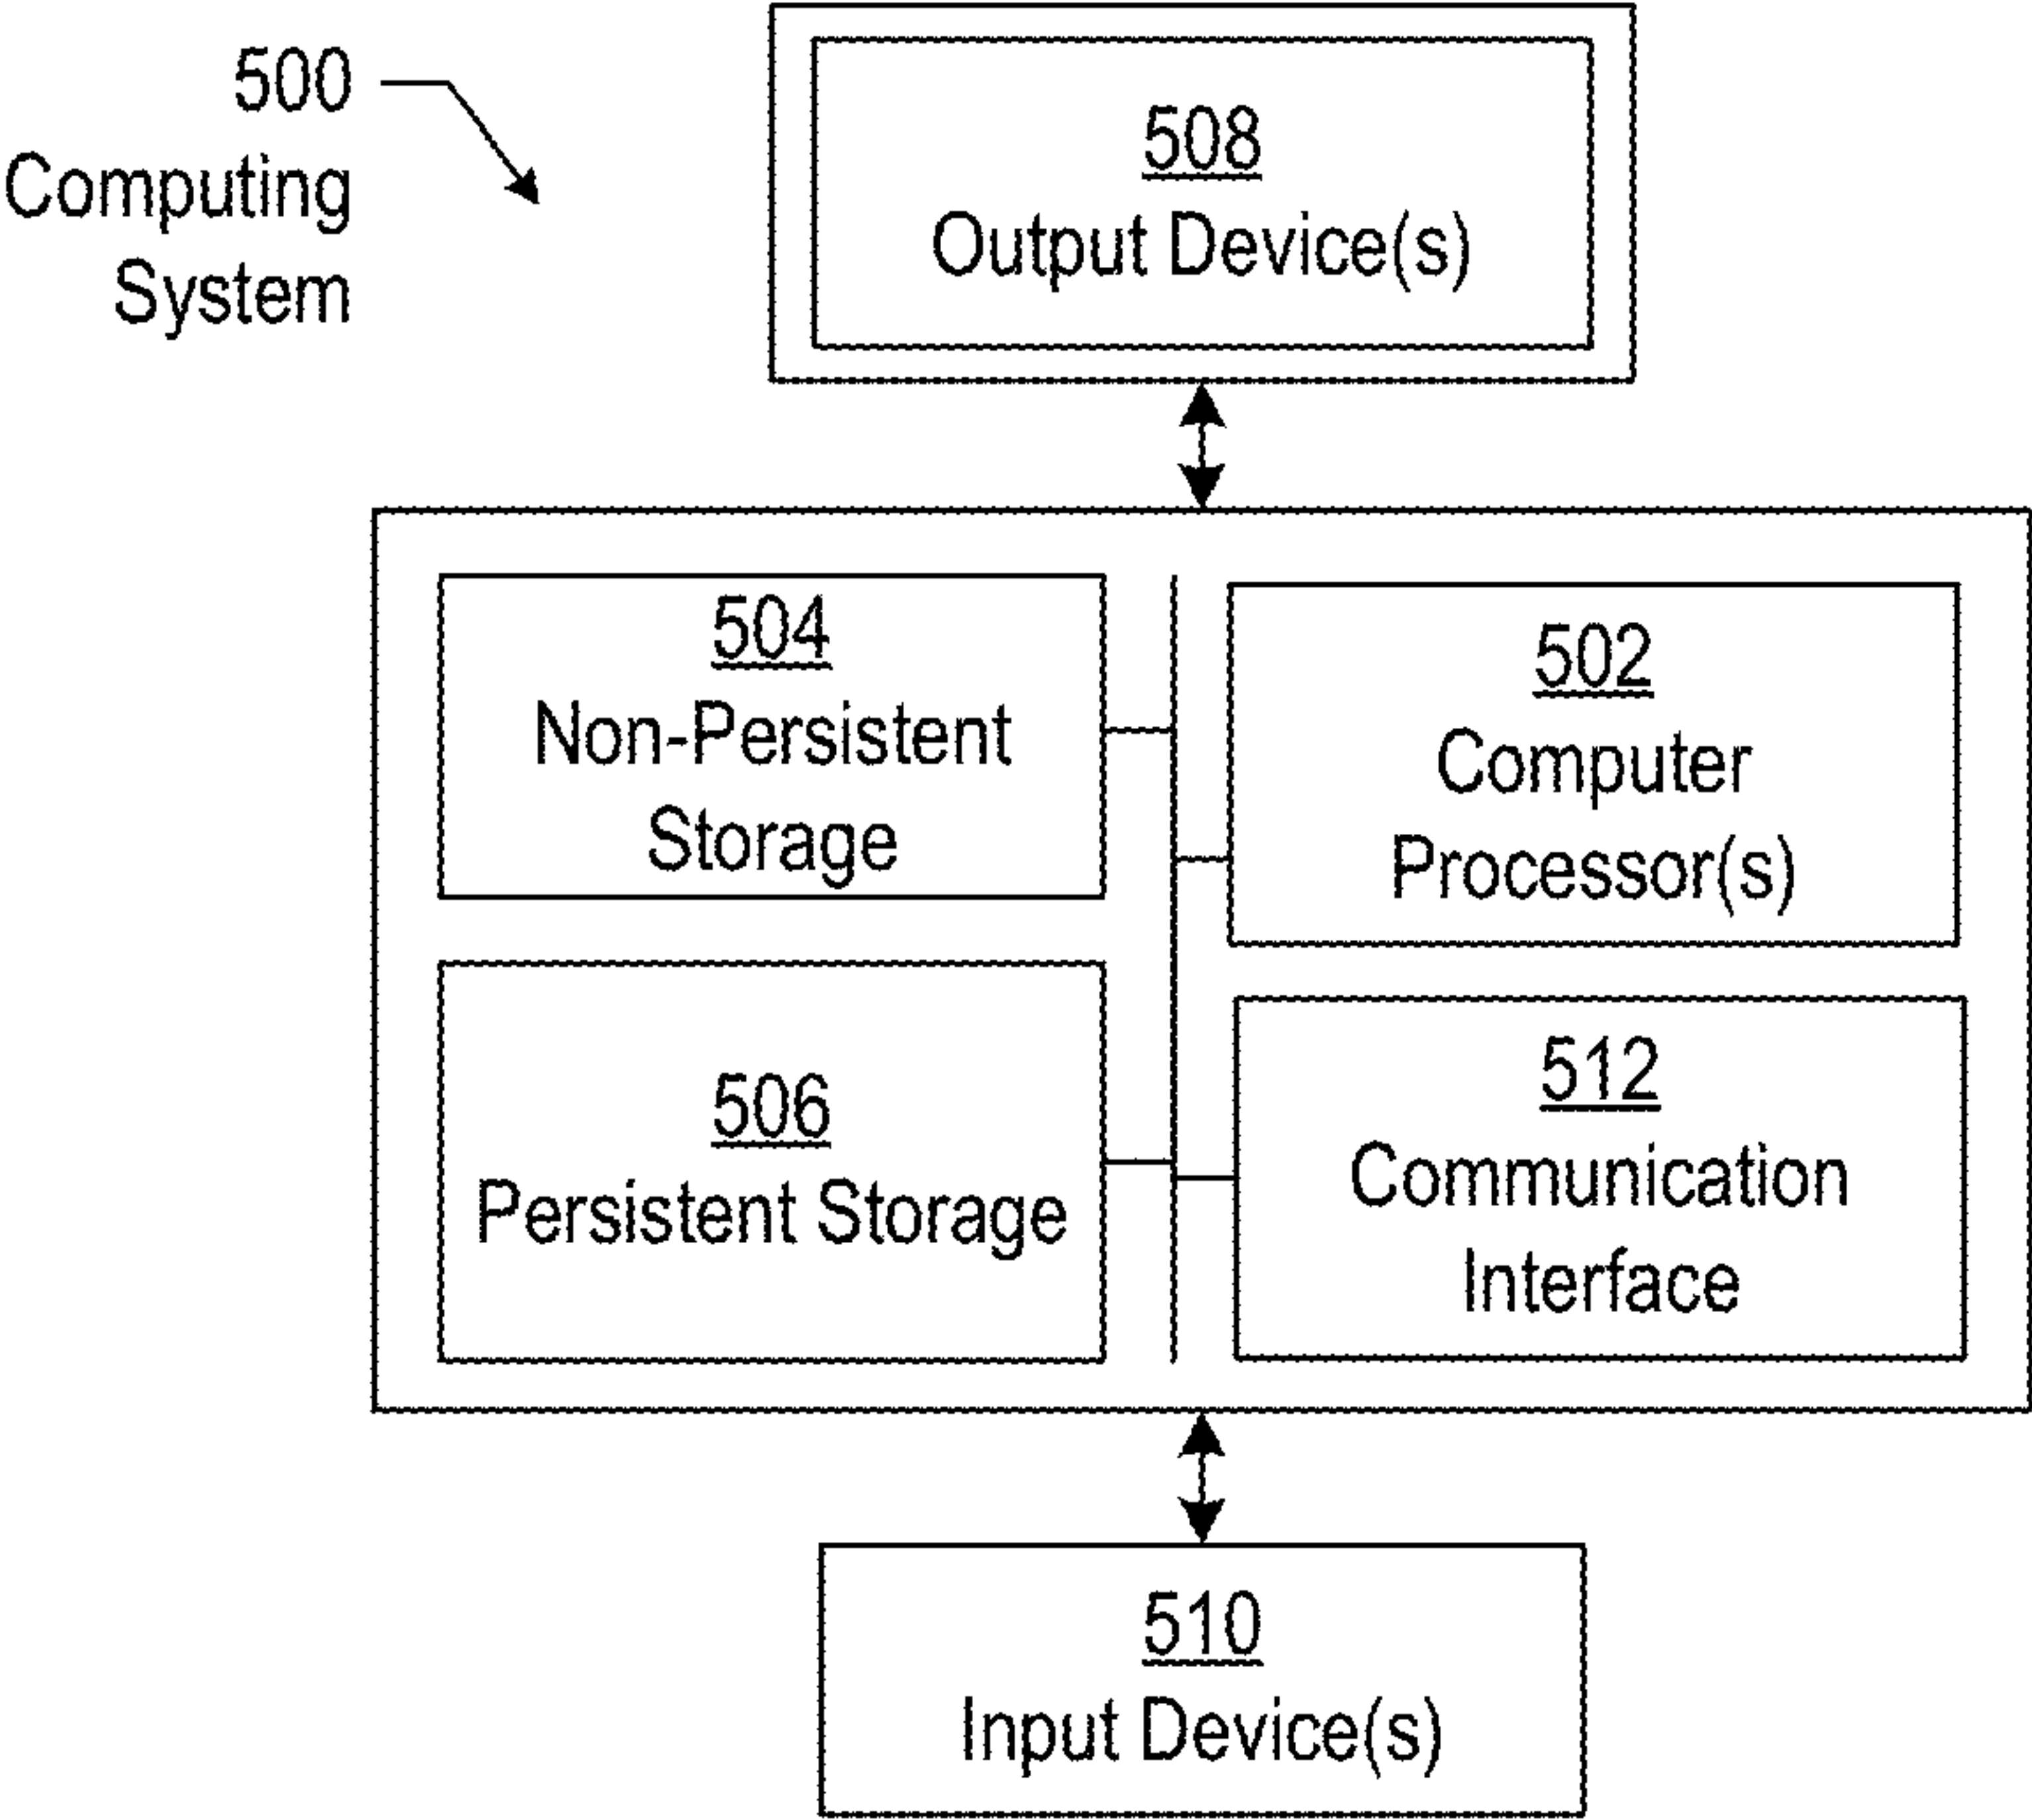 500
Computing
System
508
Output Device(s)
504
Non-Persistent
Storage
502
Computer
Processor(s)
506
Persistent Storage
512
Communication
Interface
510
Input Device(s)